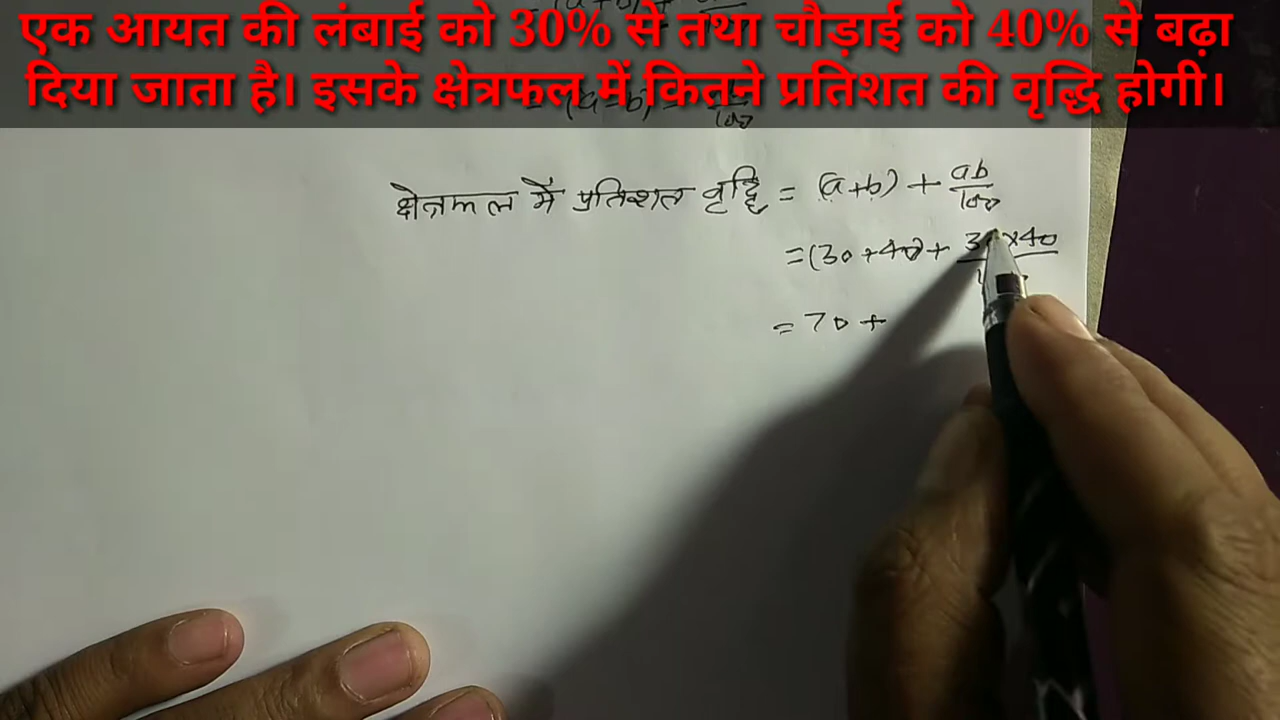 एक आयत की लंबाई को 30% से तथा चौड़ाई को 40% से बढ़ा
दिया जाता है। इसके क्षेत्रफल में कितने प्रतिशत की वृद्धि होगी।
क्षेत्रफल में प्रतिशत वृद्धि = (a+b) + ab/100
= (30+40) + 30×40
= 70 +